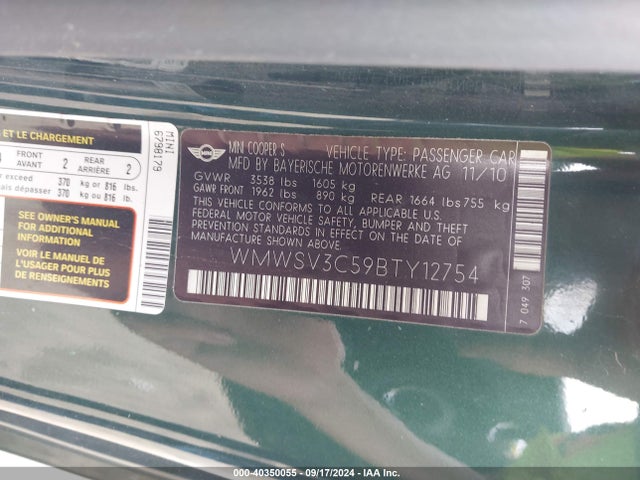 ET LE CHARGEMENT
FRONT AVANT 2 REAR ARRIÈRE 2
exceed 370 kg or 816 lbs.
dépasser 370 kg ou 816 lb.
SEE OWNER'S MANUAL
FOR ADDITIONAL
INFORMATION
VOIR LE MANUEL
L'USAGER POUR PLUS
DE RENSEIGNEMENTS
MINI
6798179
MINI
MINI COOPER S VEHICLE TYPE: PASSENGER CAR
MFD BY BAYERISCHE MOTORENWERKE AG 11/10
GVWR 3538 lbs 1605 kg
GAWR FRONT 1962 lbs 890 kg REAR 1664 lbs 755 kg
THIS VEHICLE CONFORMS TO ALL APPLICABLE U.S.
FEDERAL MOTOR VEHICLE SAFETY, BUMPER, AND THEFT
PREVENTION STANDARDS IN EFFECT ON THE DATE OF
MANUFACTURE SHOWN ABOVE.
WMWSV3C59BTY12754
7 049 307
000-40350055 - 09/17/2024 - IAA Inc.